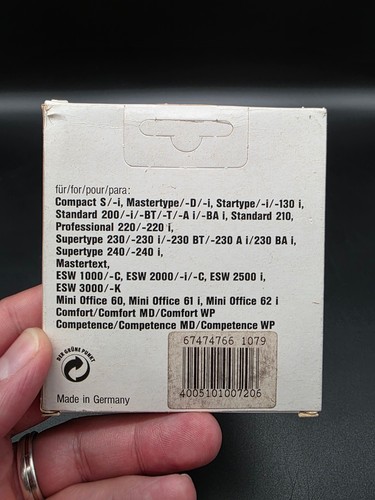 für/for/pour/para:
Compact S/-i, Mastertype/-D/-i, Startype/-i/-130 i,
Standard 200/-i/-BT/-T/-A i/-BA i, Standard 210,
Professional 220/-220 i,
Supertype 230/-230 i/-230 BT/-230 A i/230 BA i,
Supertype 240/-240 i,
Mastertext,
ESW 1000/-C, ESW 2000/-i/-C, ESW 2500 i,
ESW 3000/-K
Mini Office 60, Mini Office 61 i, Mini Office 62 i
Comfort/Comfort MD/Comfort WP
Competence/Competence MD/Competence WP
67474766 1079
4005101007206
DER GRÜNE PUNKT
Made in Germany